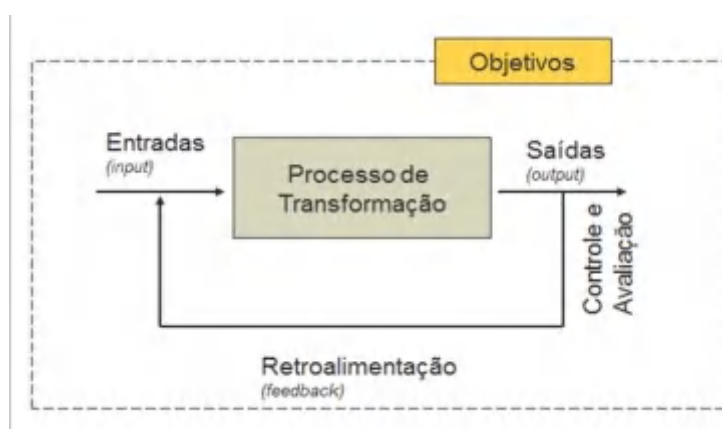 Objetivos
Entradas
(input)
Processo de
Transformação
Saídas
(output)
Controle e
Avaliação
Retroalimentação
(feedback)